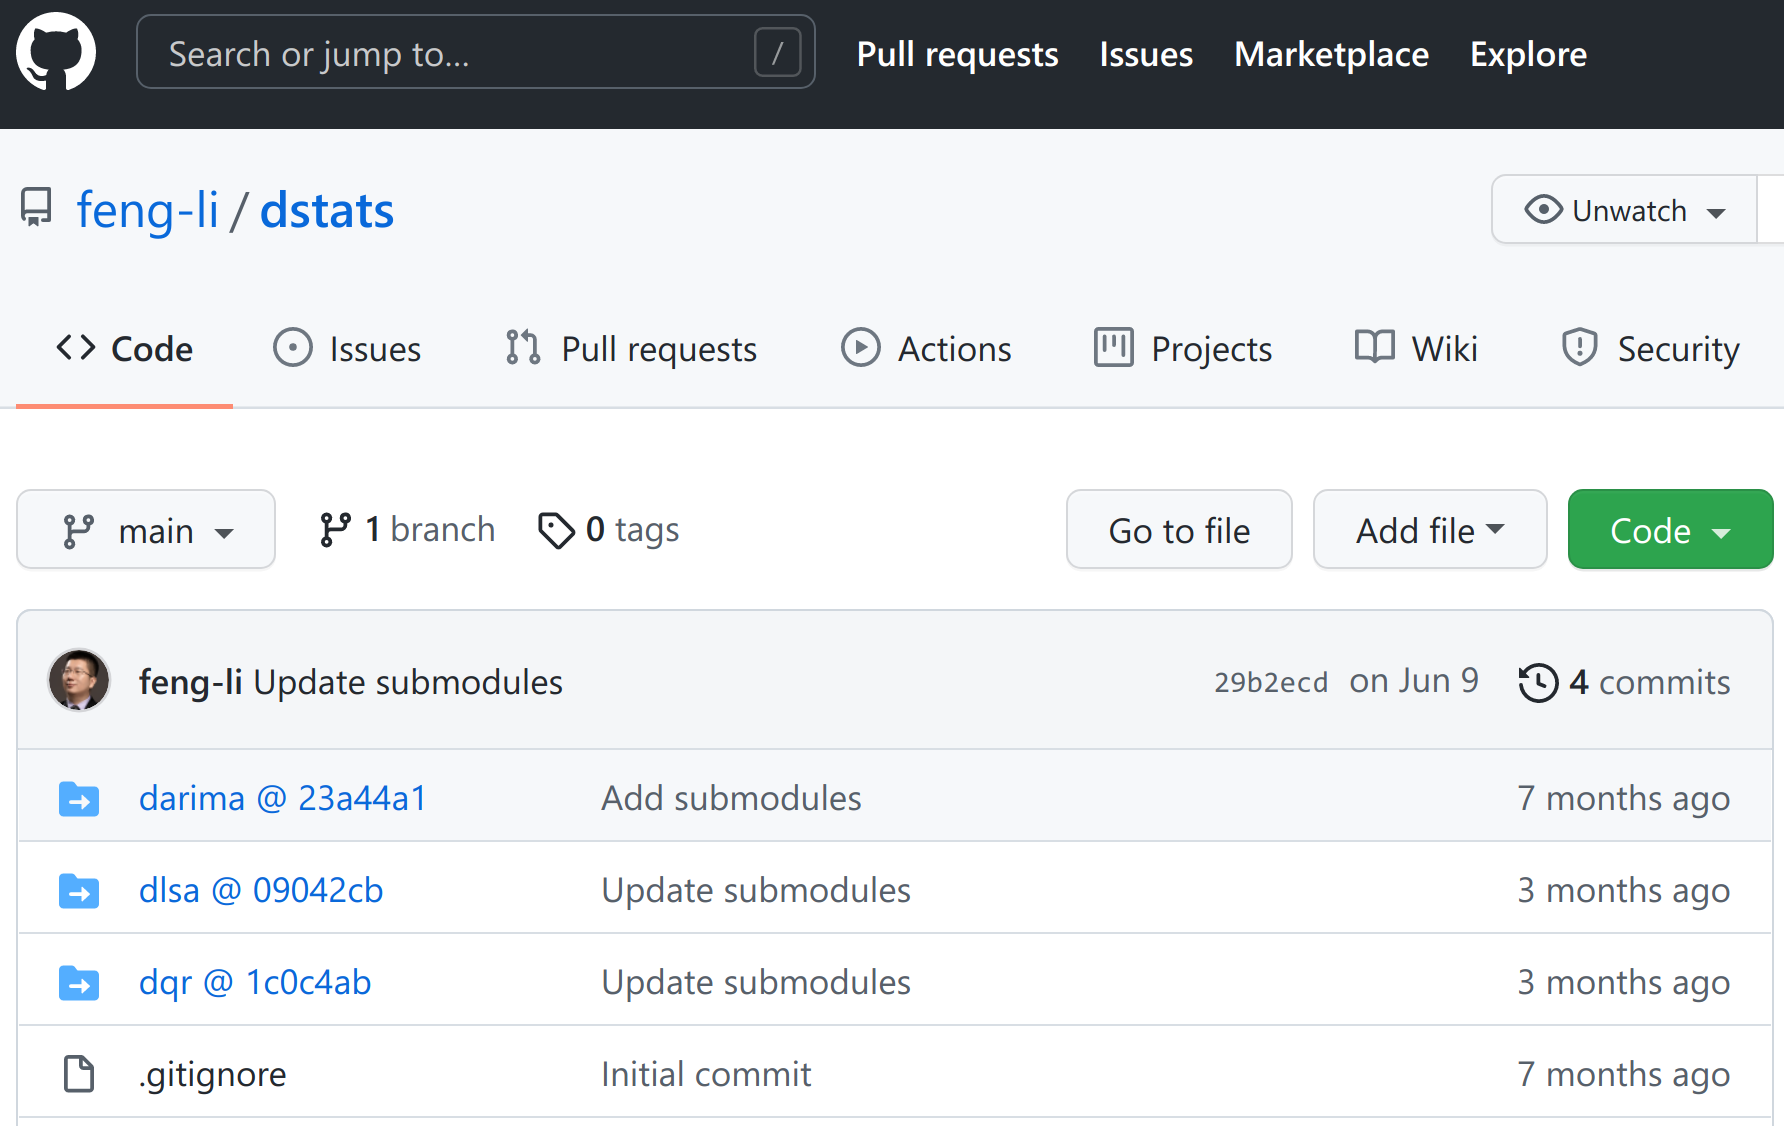 Search or jump to... / Pull requests Issues Marketplace Explore
feng-li / dstats Unwatch
Code Issues Pull requests Actions Projects Wiki Security
main 1 branch 0 tags Go to file Add file Code
feng-li Update submodules 29b2ecd on Jun 9 4 commits
darima @ 23a44a1 Add submodules 7 months ago
dlsa @ 09042cb Update submodules 3 months ago
dqr @ 1c0c4ab Update submodules 3 months ago
.gitignore Initial commit 7 months ago